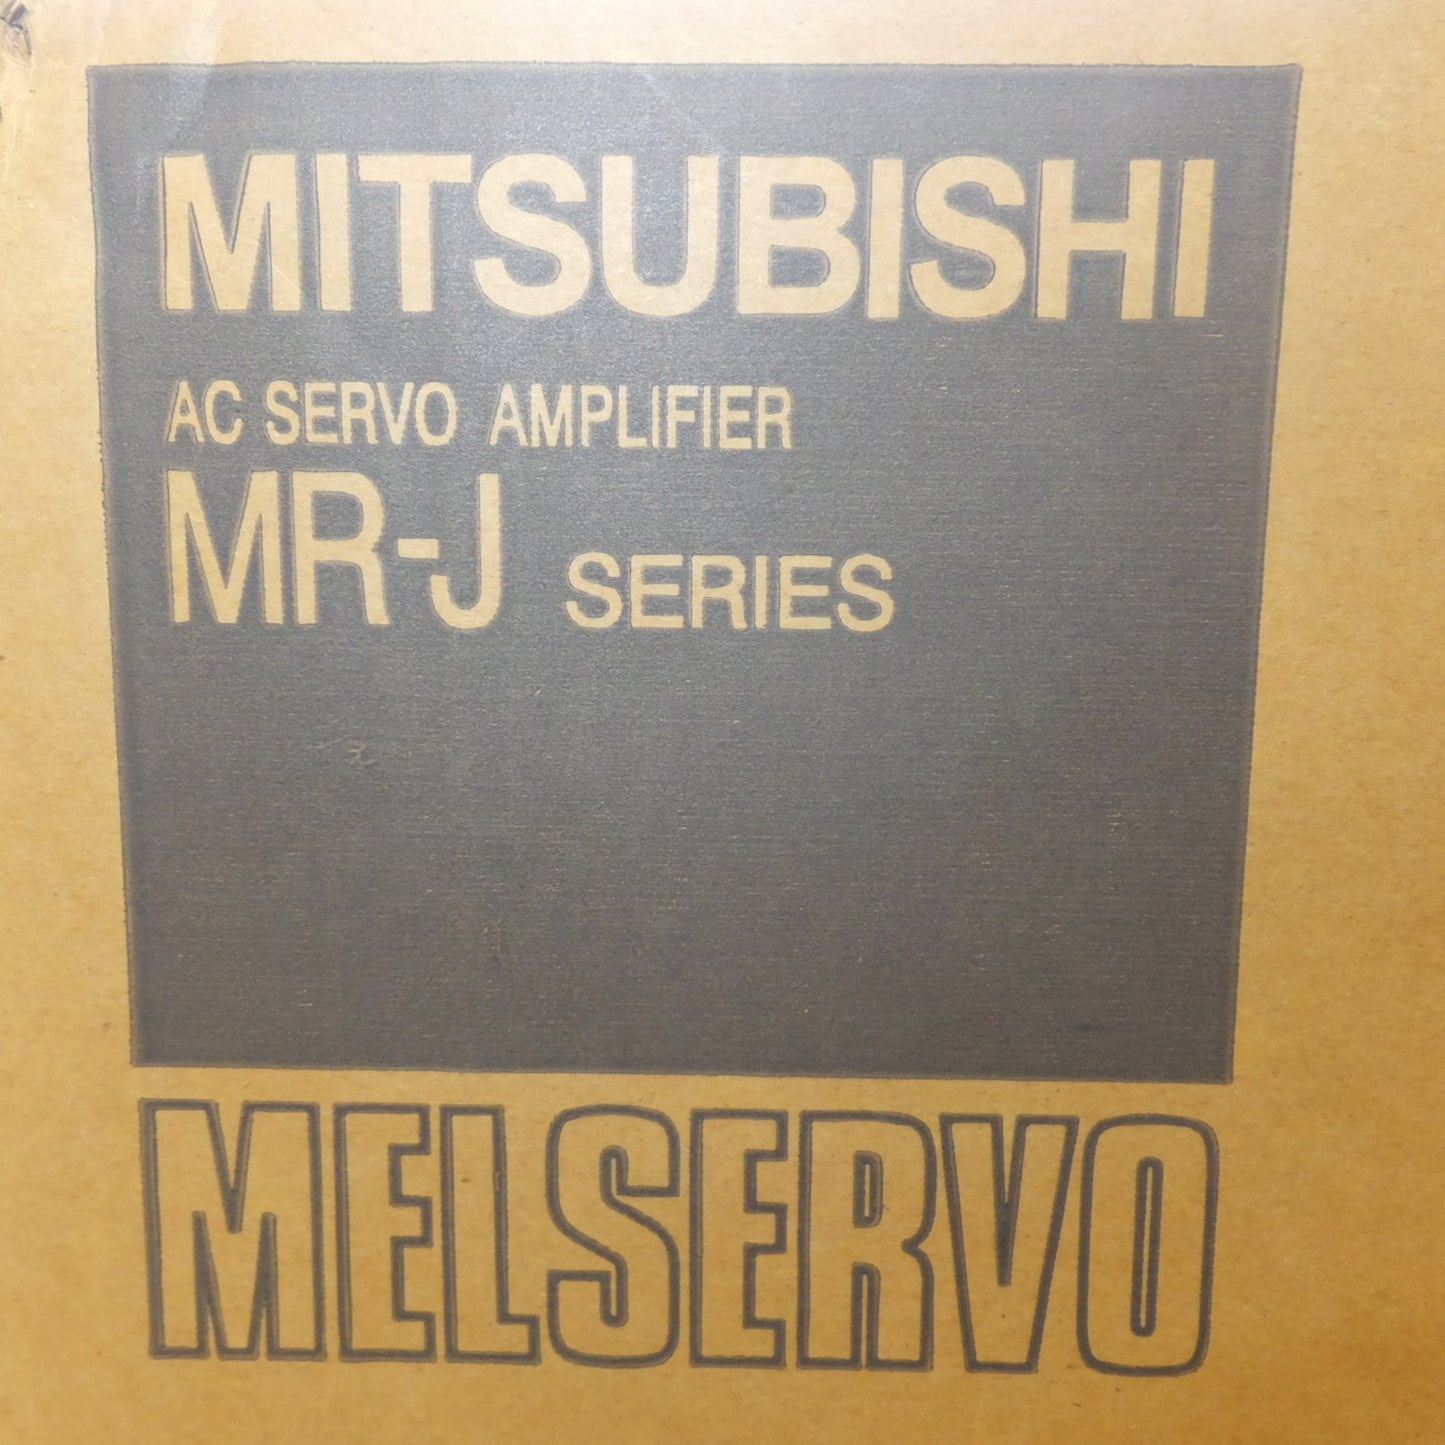 MITSUBISHI
AC SERVO AMPLIFIER
MR-J SERIES
MELSERVO